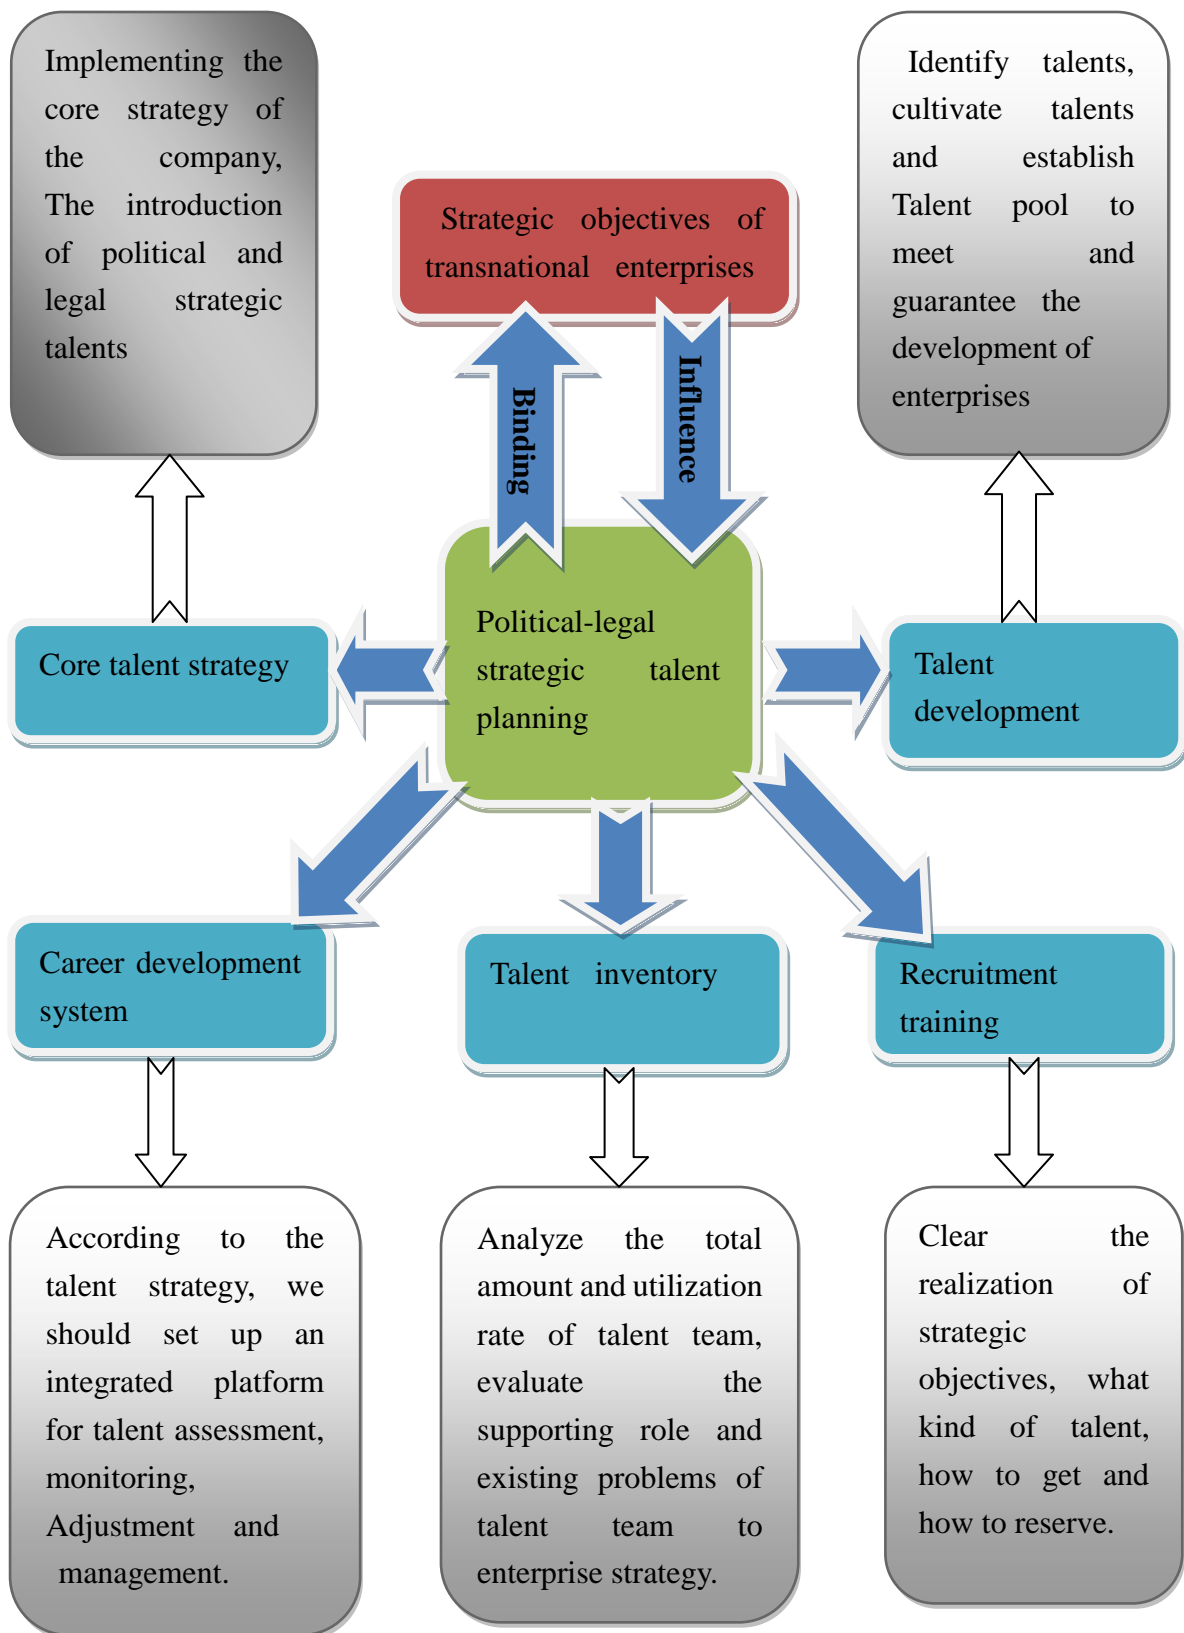 Implementing the
core strategy of
the company,
The introduction
of political and
legal strategic
talents
Strategic objectives of
transnational enterprises
Identify talents,
cultivate talents
and establish
Talent pool to
meet and
guarantee the
development of
enterprises
Binding
Influence
Core talent strategy
Political-legal
strategic talent
planning
Talent
development
Career development
system
Talent inventory
Recruitment
training
According to the
talent strategy, we
should set up an
integrated platform
for talent assessment,
monitoring,
Adjustment and
management.
Analyze the total
amount and utilization
rate of talent team,
evaluate the
supporting role and
existing problems of
talent team to
enterprise strategy.
Clear the
realization of
strategic
objectives, what
kind of talent,
how to get and
how to reserve.